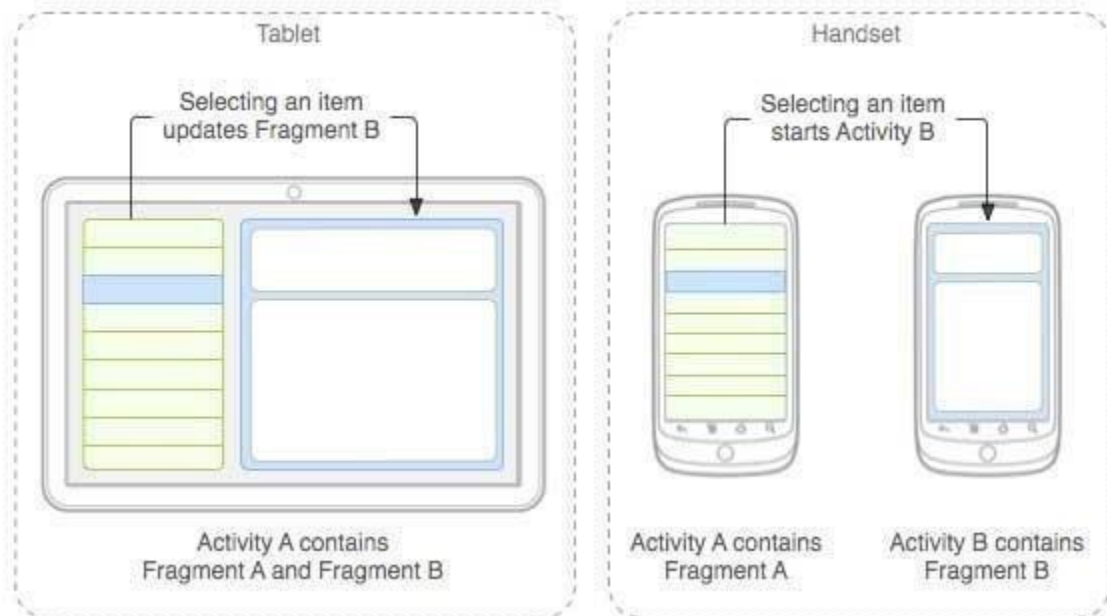 Tablet
Selecting an item
updates Fragment B
Activity A contains
Fragment A and Fragment B
Handset
Selecting an item
starts Activity B
Activity A contains
Fragment A
Activity B contains
Fragment B